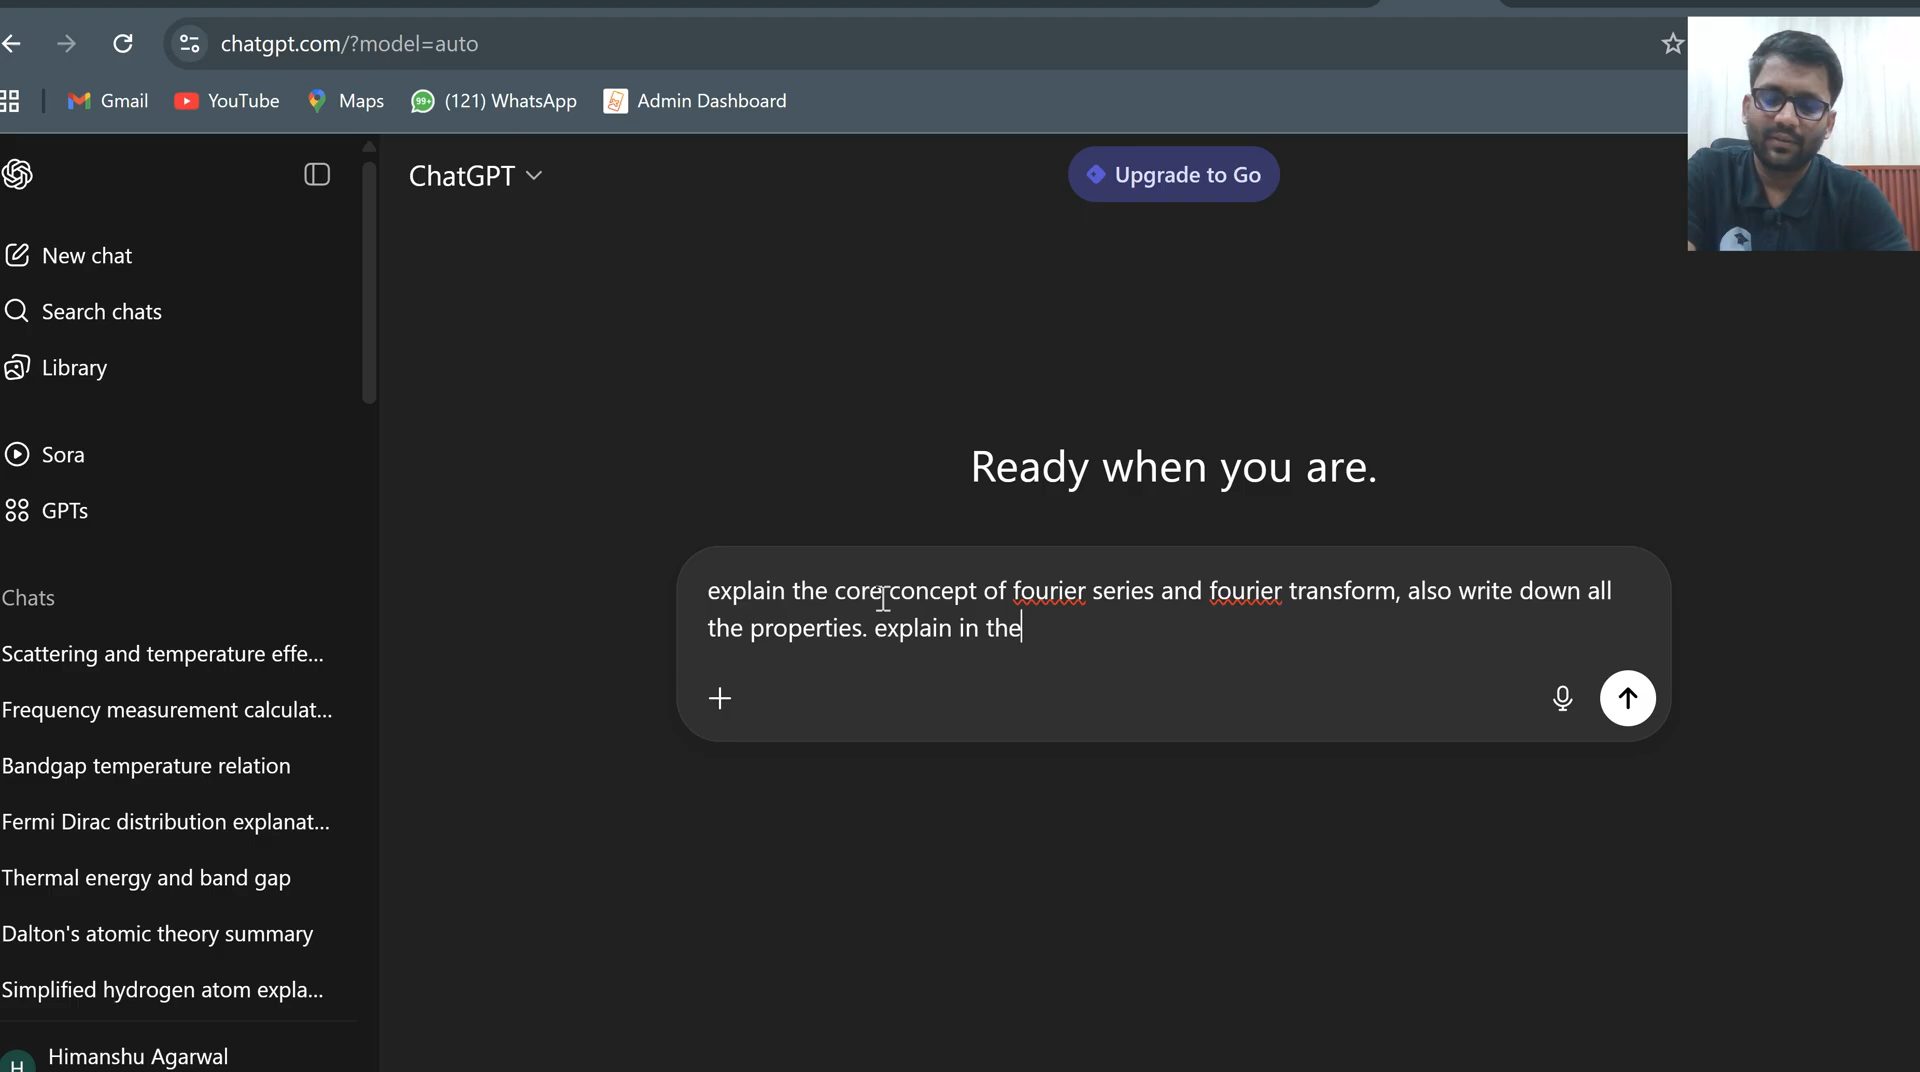 chatgpt.com/?model=auto
Gmail
YouTube
Maps
99+
(121) WhatsApp
Admin Dashboard
ChatGPT
Upgrade to Go
New chat
Search chats
Library
Sora
GPTs
Chats
Scattering and temperature effe...
Frequency measurement calculat...
Bandgap temperature relation
Fermi Dirac distribution explanat...
Thermal energy and band gap
Dalton's atomic theory summary
Simplified hydrogen atom expla...
H
Himanshu Agarwal
Ready when you are.
explain the core concept of fourier series and fourier transform, also write down all
the properties. explain in the